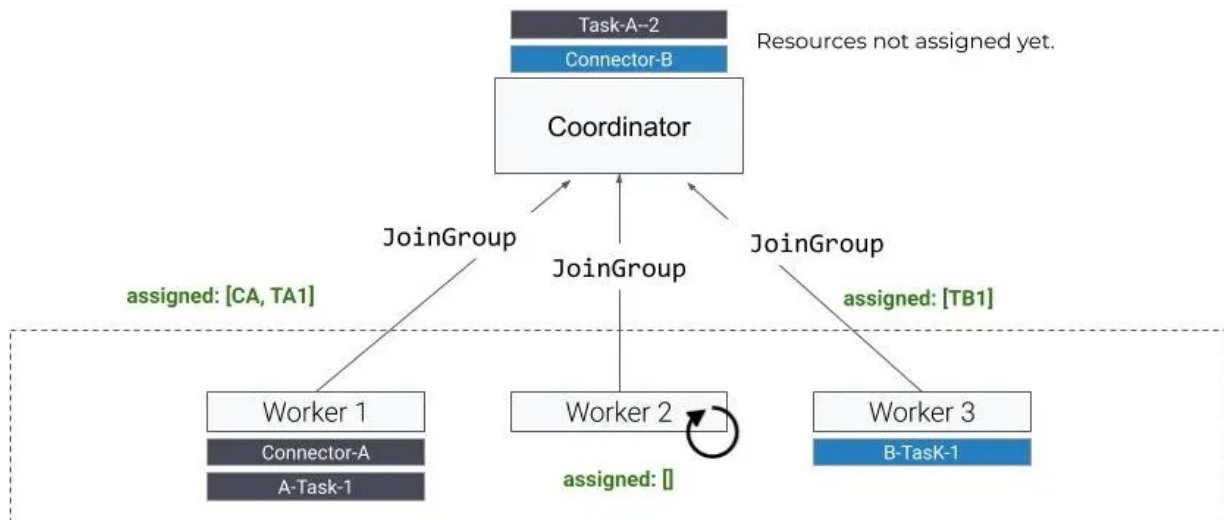 Task-A--2
Resources not assigned yet.
Connector-B
Coordinator
JoinGroup
JoinGroup
JoinGroup
assigned: [CA, TA1]
assigned: [TB1]
Worker 1
Worker 2
Worker 3
Connector-A
B-TasK-1
A-Task-1
assigned: []